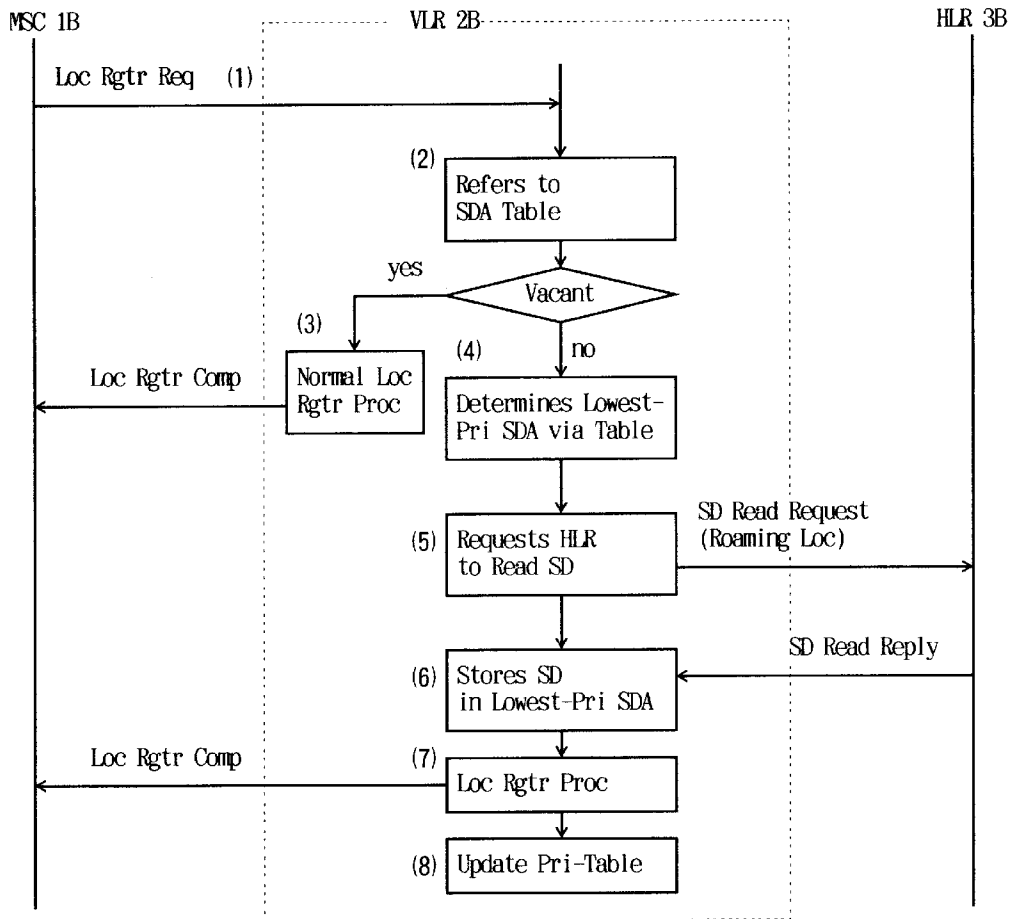 MSC 1B
VLR 2B
HLR 3B
Loc Rgtr Req (1)
(2)
Refers to
SDA Table
yes
Vacant
(3)
no
(4)
Loc Rgtr Comp
Normal Loc
Rgtr Proc
Determines Lowest-
Pri SDA via Table
SD Read Request
(Roaming Loc)
(5)
Requests HLR
to Read SD
SD Read Reply
(6)
Stores SD
in Lowest-Pri SDA
Loc Rgtr Comp
(7)
Loc Rgtr Proc
(8)
Update Pri-Table